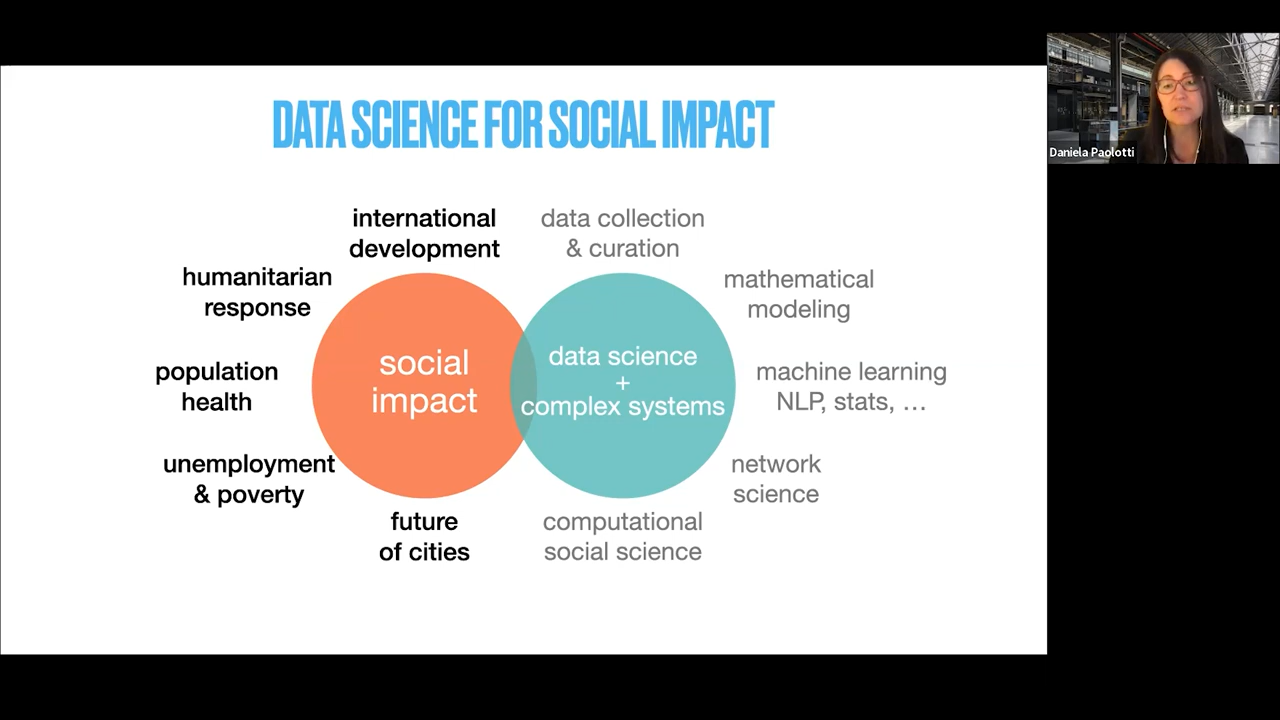 DATA SCIENCE FOR SOCIAL IMPACT
international
development
data collection
& curation
humanitarian
response
mathematical
modeling
population
health
social
impact
data science
+
complex systems
machine learning
NLP, stats, …
unemployment
& poverty
network
science
future
of cities
computational
social science
Daniela Paolotti